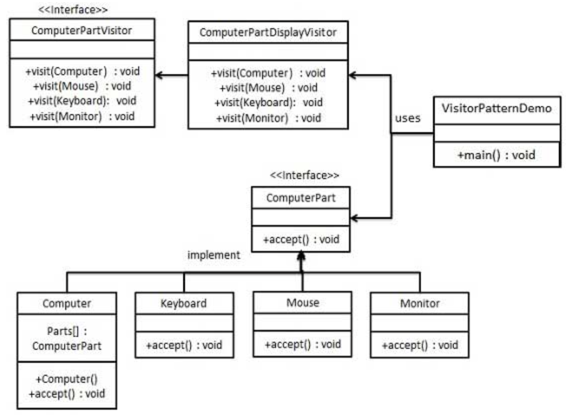 <<Interface>>
ComputerPartVisitor
+visit(Computer) : void
+visit(Mouse) : void
+visit(Keyboard): void
+visit(Monitor) : void
ComputerPartDisplayVisitor
+visit(Computer) : void
+visit(Mouse) : void
+visit(Keyboard): void
+visit(Monitor) : void
uses
VisitorPatternDemo
+main() : void
<<Interface>>
ComputerPart
+accept() : void
implement
Computer
Parts[] :
ComputerPart
+Computer()
+accept() : void
Keyboard
+accept() : void
Mouse
+accept() : void
Monitor
+accept() : void